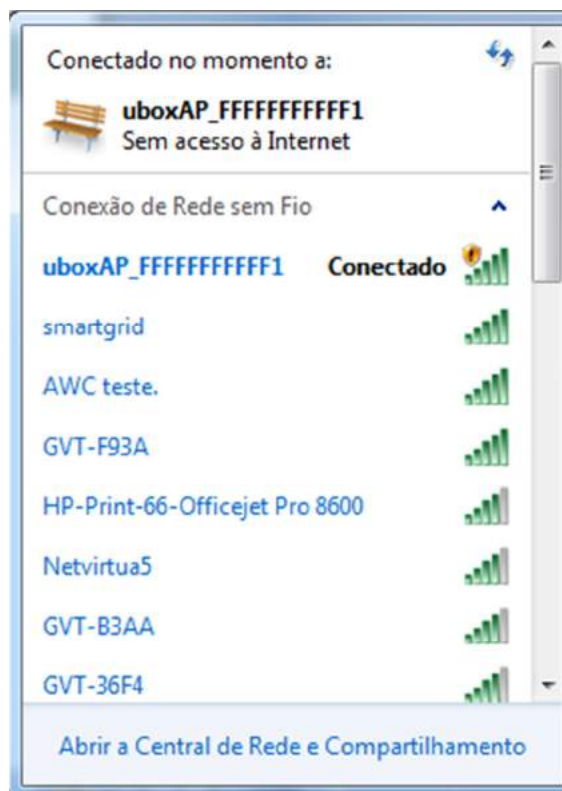 Conectado no momento a:
uboxAP_FFFFFFFFFFF1
Sem acesso à Internet
Conexão de Rede sem Fio
uboxAP_FFFFFFFFFFF1 Conectado
smartgrid
AWC teste.
GVT-F93A
HP-Print-66-Officejet Pro 8600
Netvirtua5
GVT-B3AA
GVT-36F4
Abrir a Central de Rede e Compartilhamento